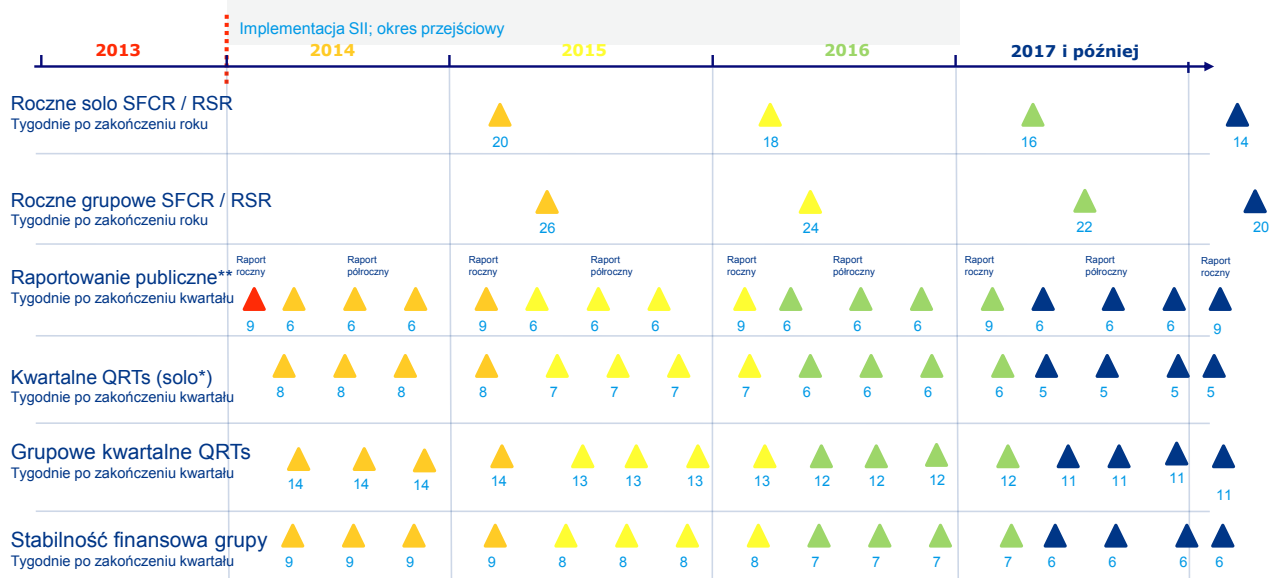 Implementacja SII; okres przejściowy
2013 2014 2015 2016 2017 i później
Roczne solo SFCR / RSR
Tygodnie po zakończeniu roku
20 18 16 14
Roczne grupowe SFCR / RSR
Tygodnie po zakończeniu roku
26 24 22 20
Raport roczny Raport półroczny Raport roczny Raport półroczny Raport roczny Raport półroczny Raport roczny Raport półroczny Raport roczny
Raportowanie publiczne**
Tygodnie po zakończeniu kwartału
9 6 6 6 9 6 6 6 9 6 6 6 9 6 6 6 9
Kwartalne QRTs (solo*)
Tygodnie po zakończeniu kwartału
8 8 8 8 7 7 7 7 6 6 6 6 5 5 5 5
Grupowe kwartalne QRTs
Tygodnie po zakończeniu kwartału
14 14 14 14 13 13 13 13 12 12 12 12 11 11 11 11
Stabilność finansowa grupy
Tygodnie po zakończeniu kwartału
9 9 9 9 8 8 8 8 7 7 7 7 6 6 6 6